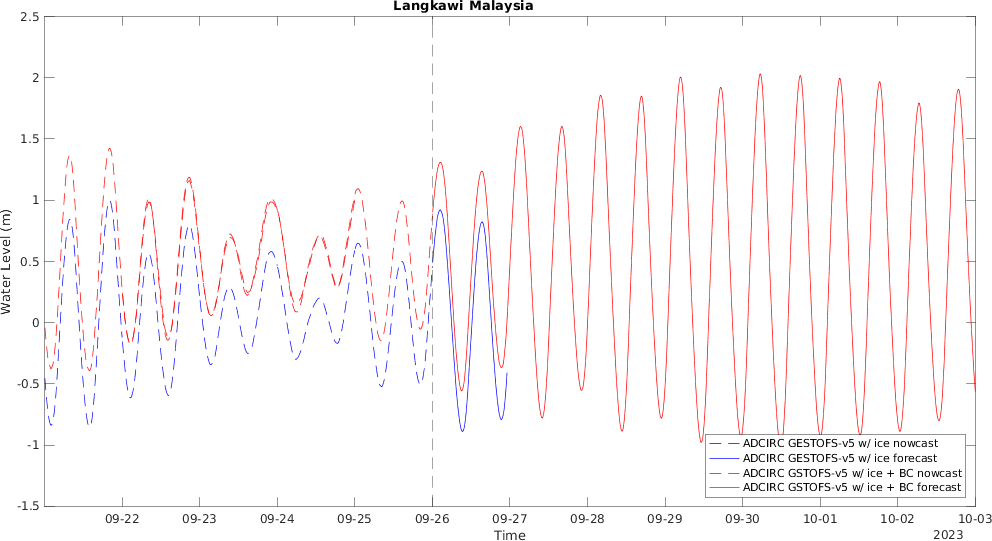 Langkawi Malaysia
2.5
2
1.5
1
0.5
0
-0.5
-1
-1.5
Water Level (m)
ADCIRC GESTOFS-v5 w/ ice nowcast
ADCIRC GESTOFS-v5 w/ ice forecast
ADCIRC GSTOFS-v5 w/ ice + BC nowcast
ADCIRC GSTOFS-v5 w/ ice + BC forecast
09-22 09-23 09-24 09-25 09-26 09-27 09-28 09-29 09-30 10-01 10-02 10-03
Time
2023